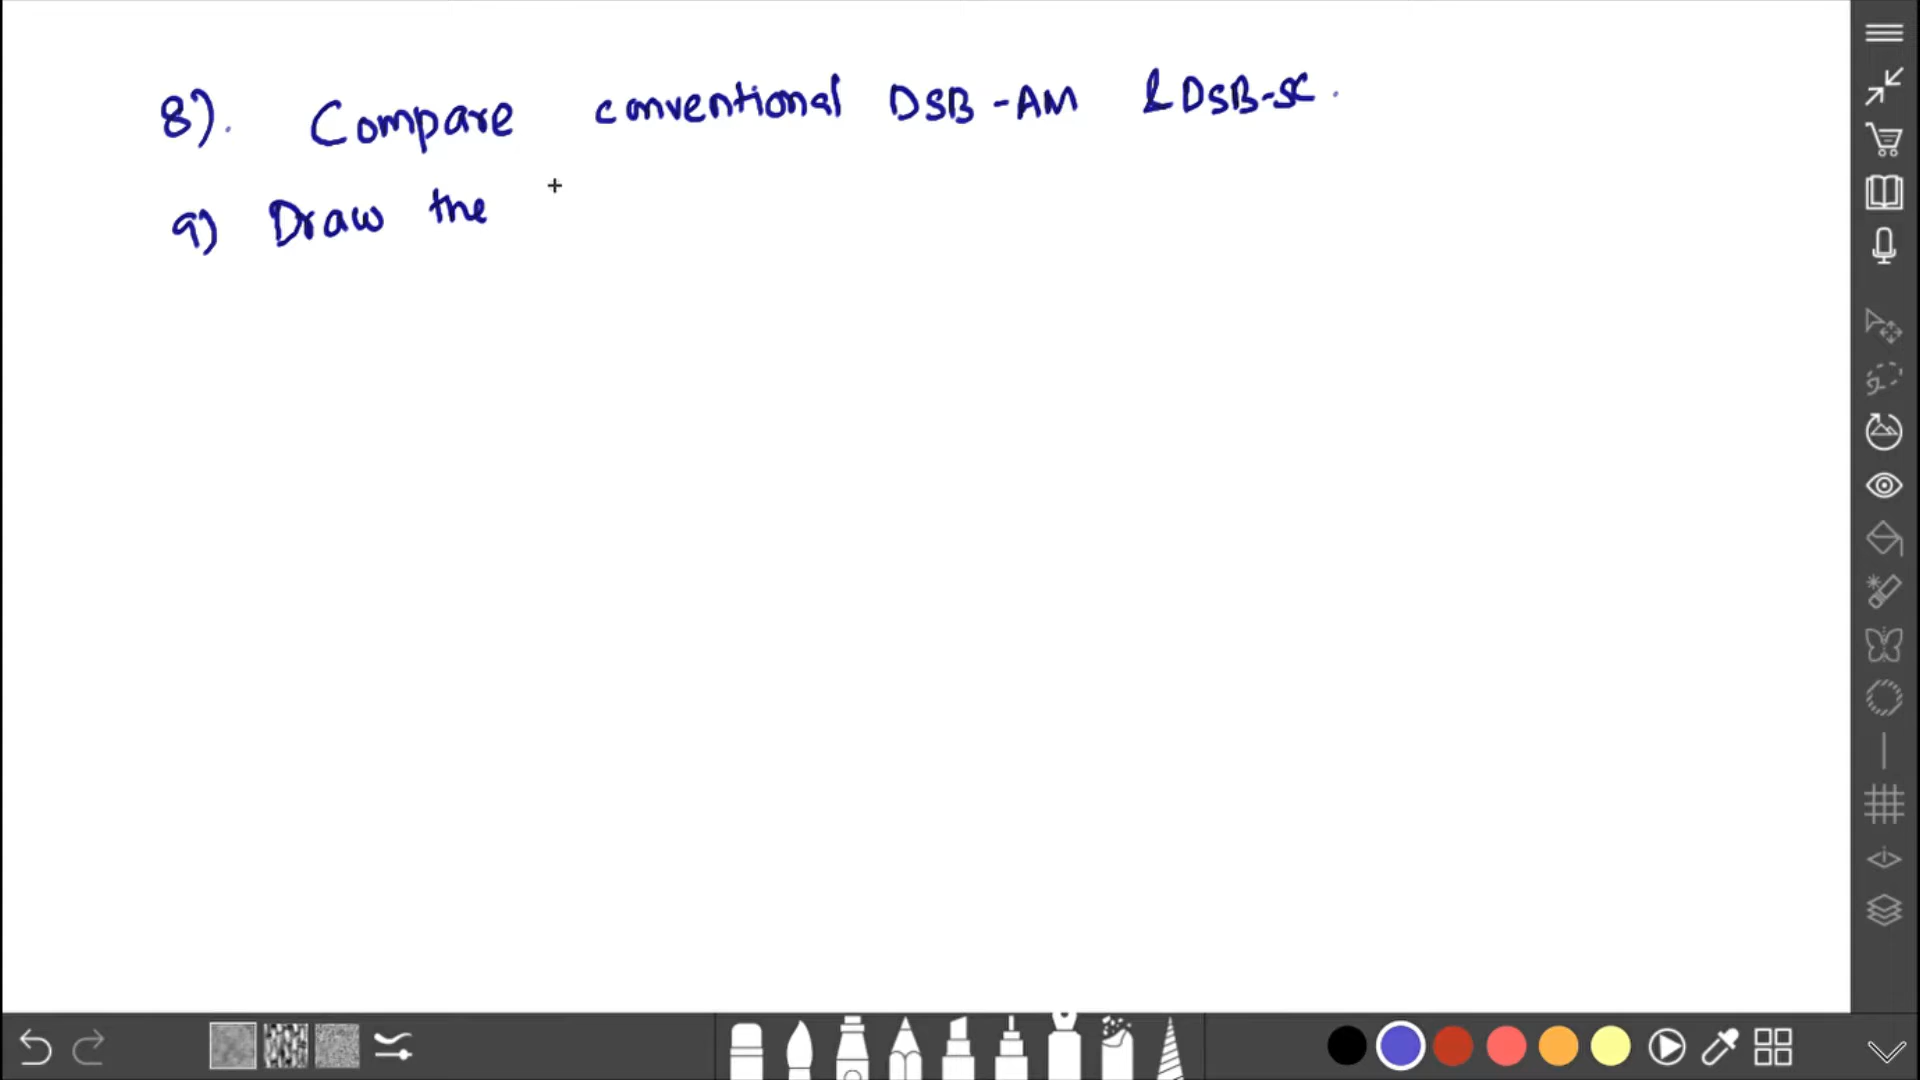 8). Compare conventional DSB-AM & DSB-SC.
9) Draw the